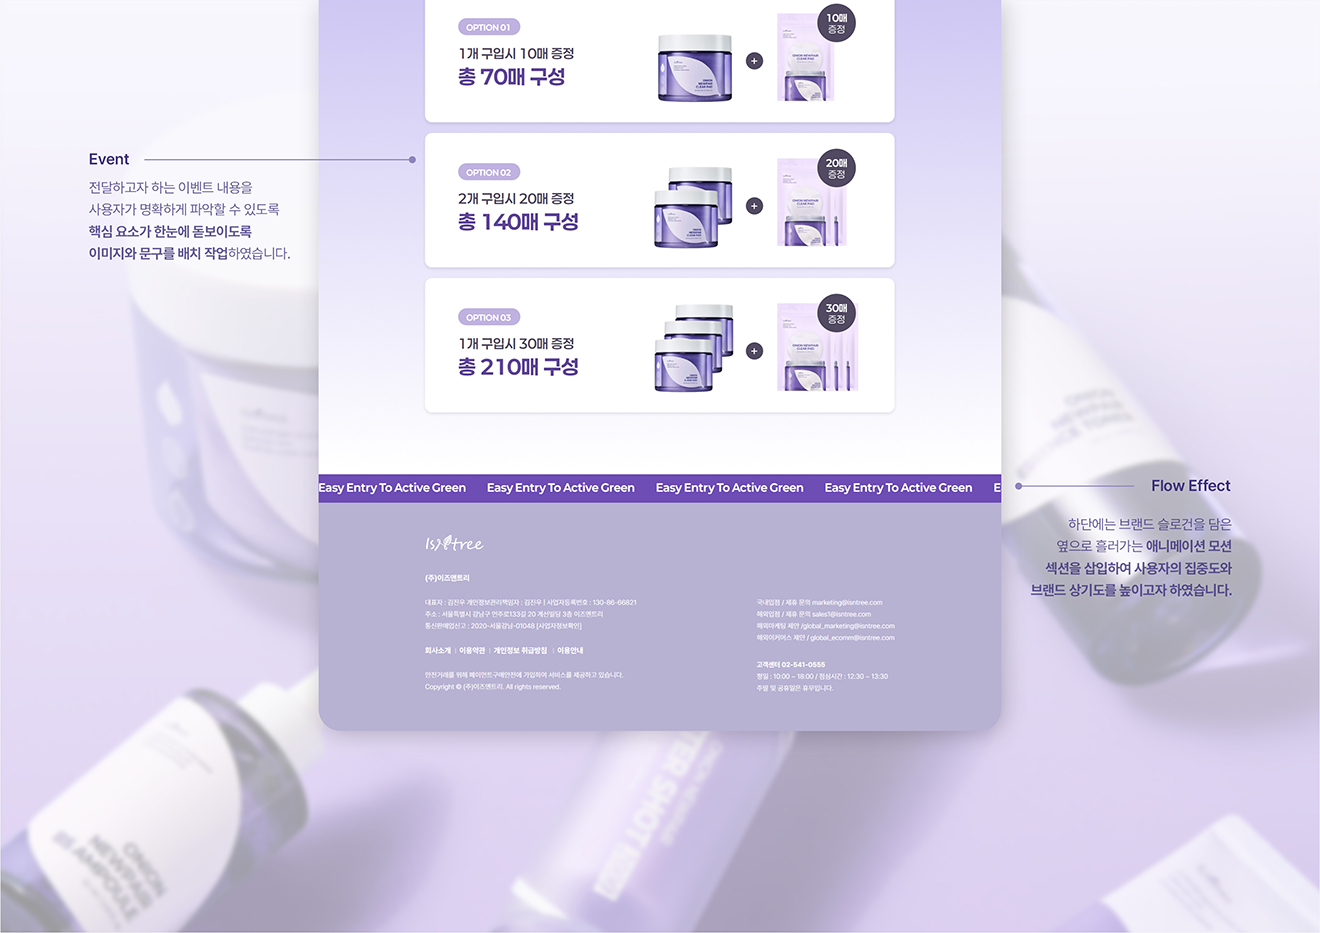 OPTION 01
1개 구입시 10매 증정
총 70매 구성
10매
증정
ONION
NEWPAIR
CLEAR PAD
Event
전달하고자 하는 이벤트 내용을
사용자가 명확하게 파악할 수 있도록
핵심 요소가 한눈에 돋보이도록
이미지와 문구를 배치 작업하였습니다.
OPTION 02
2개 구입시 20매 증정
총 140매 구성
20매
증정
OPTION 03
1개 구입시 30매 증정
총 210매 구성
30매
증정
Easy Entry To Active Green Easy Entry To Active Green Easy Entry To Active Green Easy Entry To Active Green E
Flow Effect
하단에는 브랜드 슬로건을 담은
옆으로 흘러가는 애니메이션 모션
섹션을 삽입하여 사용자의 집중도와
브랜드 상기도를 높이고자 하였습니다.
IsNtree
(주)이즈앤트리
대표자 : 김진우 개인정보관리책임자 : 김진우 | 사업자등록번호 : 130-86-66821
주소 : 서울특별시 강남구 언주로133길 20 계선빌딩 3층 이즈앤트리
통신판매업신고 : 2020-서울강남-01048 [사업자정보확인]
회사소개 | 이용약관 | 개인정보 취급방침 | 이용안내
안전거래를 위해 페이먼트구매안전에 가입하여 서비스를 제공하고 있습니다.
Copyright © (주)이즈앤트리. All rights reserved.
국내입점 / 제휴 문의 marketing@isntree.com
해외입점 / 제휴 문의 sales1@isntree.com
해외마케팅 제안 /global_marketing@isntree.com
해외이커머스 제안 / global_ecomm@isntree.com
고객센터 02-541-0555
평일 : 10:00 ~ 18:00 / 점심시간 : 12:30 ~ 13:30
주말 및 공휴일은 휴무입니다.
ONION
NEWPAIR
AMPOULE
SHOT